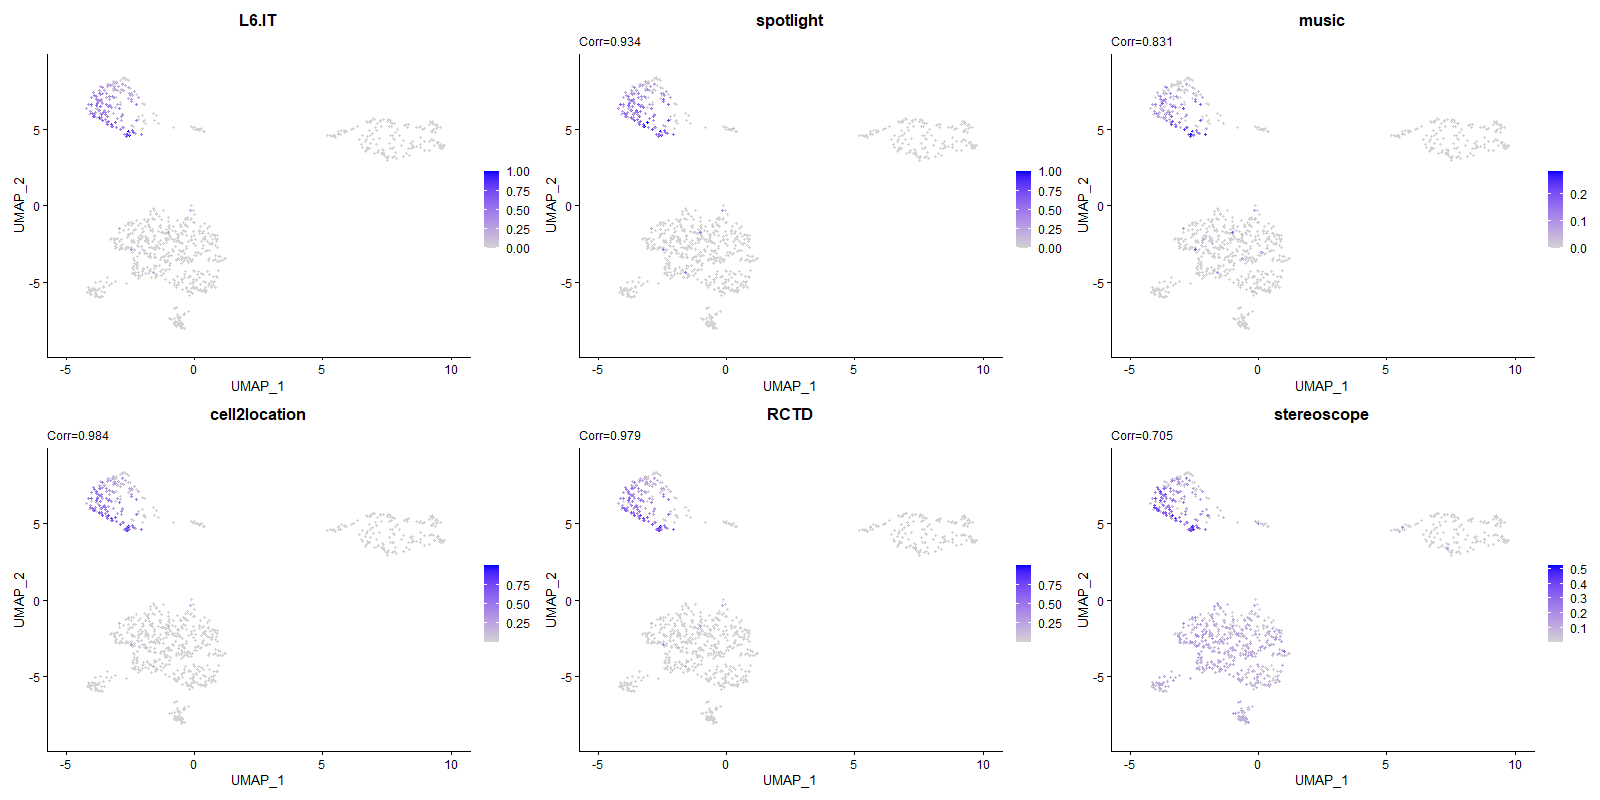 L6.IT
5
0
-5
UMAP_2
-5
0
5
10
UMAP_1
1.00
0.75
0.50
0.25
0.00
spotlight
Corr=0.934
5
0
-5
UMAP_2
-5
0
5
10
UMAP_1
1.00
0.75
0.50
0.25
0.00
music
Corr=0.831
5
0
-5
UMAP_2
-5
0
5
10
UMAP_1
0.2
0.1
0.0
cell2location
Corr=0.984
5
0
-5
UMAP_2
-5
0
5
10
UMAP_1
0.75
0.50
0.25
RCTD
Corr=0.979
5
0
-5
UMAP_2
-5
0
5
10
UMAP_1
0.75
0.50
0.25
stereoscope
Corr=0.705
5
0
-5
UMAP_2
-5
0
5
10
UMAP_1
0.5
0.4
0.3
0.2
0.1